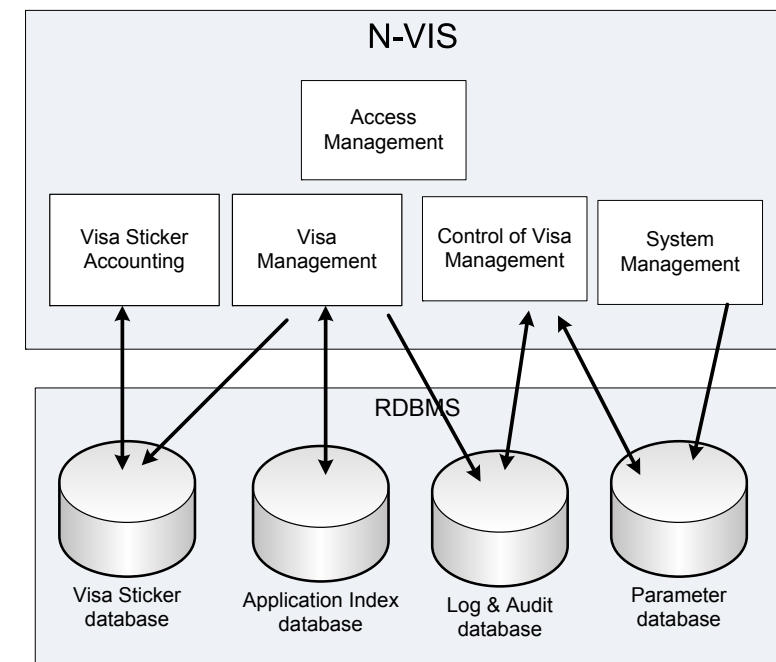 N-VIS
Access
Management
Visa Sticker
Accounting
Visa
Management
Control of Visa
Management
System
Management
RDBMS
Visa Sticker
database
Application Index
database
Log & Audit
database
Parameter
database